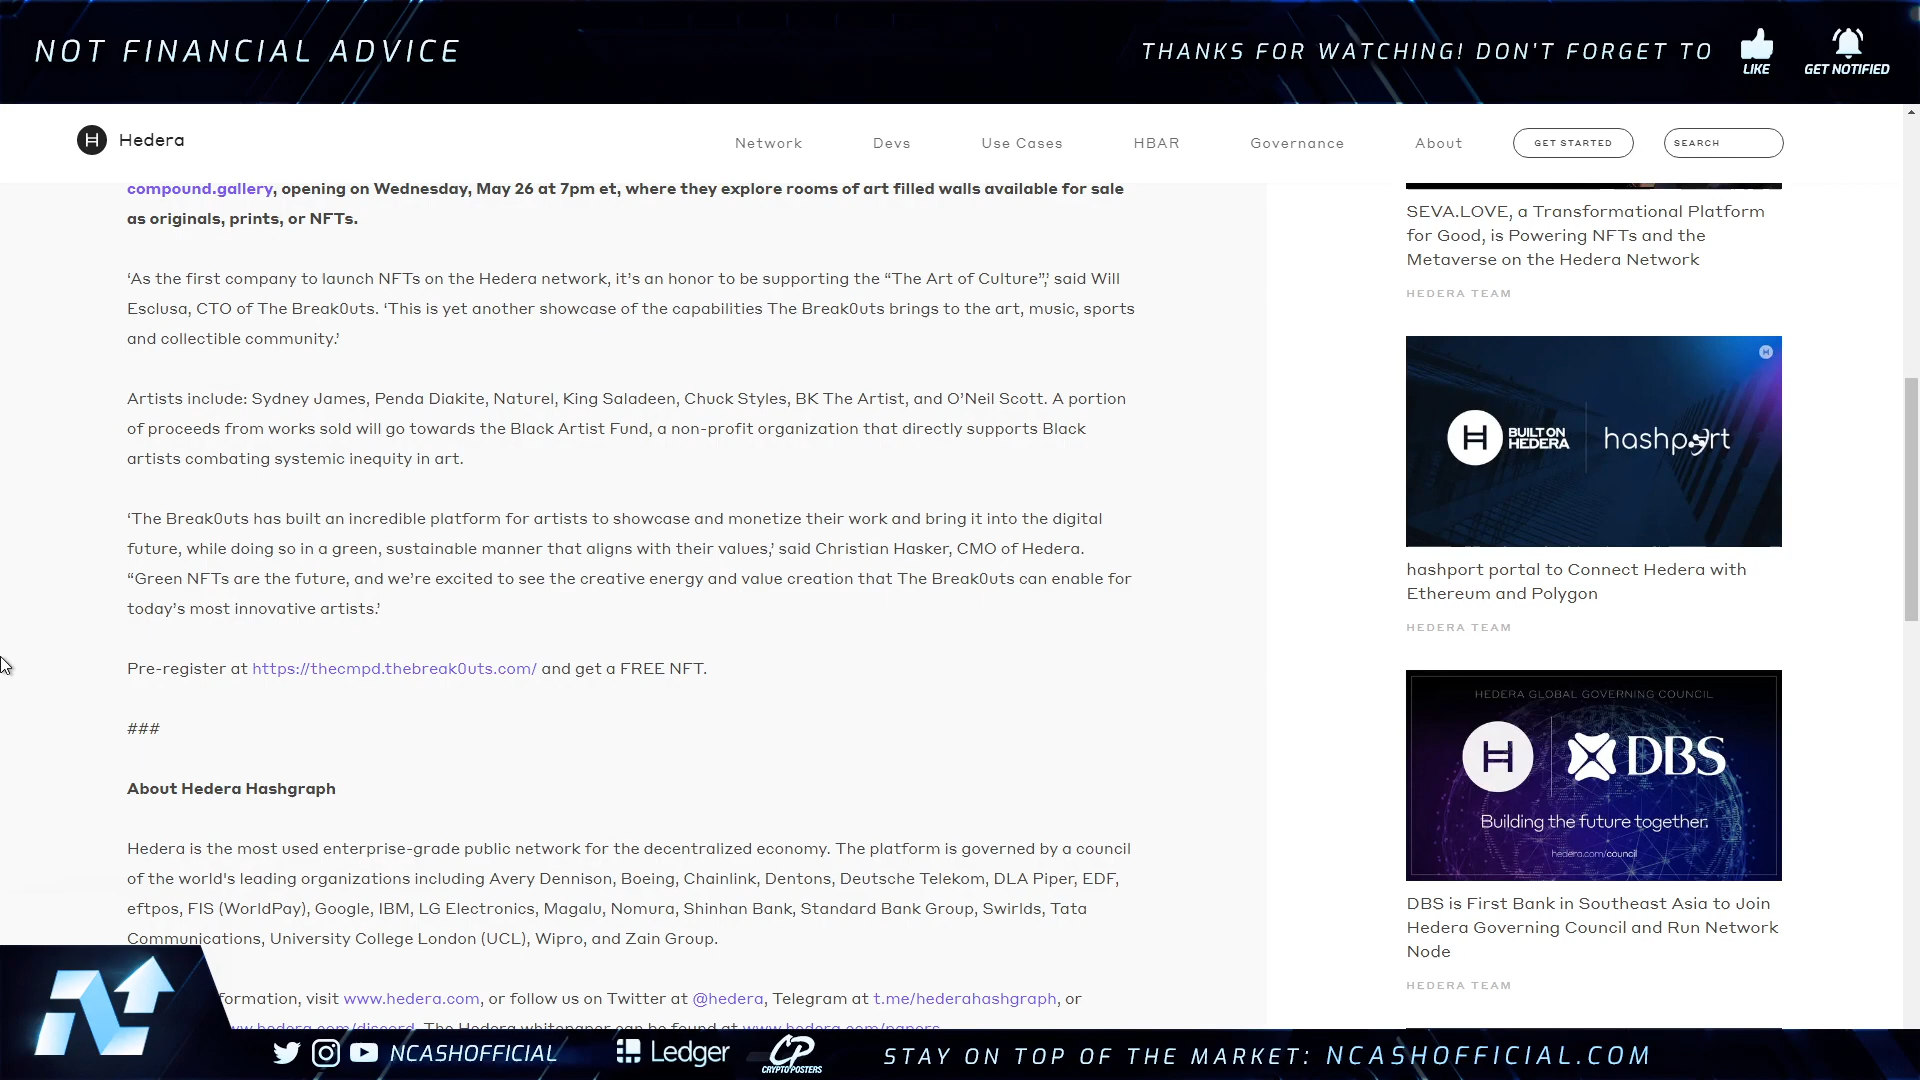 NOT FINANCIAL ADVICE
THANKS FOR WATCHING! DON'T FORGET TO
LIKE
GET NOTIFIED
Hedera
Network
Devs
Use Cases
HBAR
Governance
About
GET STARTED
SEARCH
compound.gallery, opening on Wednesday, May 26 at 7pm et, where they explore rooms of art filled walls available for sale
as originals, prints, or NFTs.
‘As the first company to launch NFTs on the Hedera network, it’s an honor to be supporting the “The Art of Culture”,’ said Will
Esclusa, CTO of The Break0uts. ‘This is yet another showcase of the capabilities The Break0uts brings to the art, music, sports
and collectible community.’
Artists include: Sydney James, Penda Diakite, Naturel, King Saladeen, Chuck Styles, BK The Artist, and O’Neil Scott. A portion
of proceeds from works sold will go towards the Black Artist Fund, a non-profit organization that directly supports Black
artists combating systemic inequity in art.
‘The Break0uts has built an incredible platform for artists to showcase and monetize their work and bring it into the digital
future, while doing so in a green, sustainable manner that aligns with their values,’ said Christian Hasker, CMO of Hedera.
“Green NFTs are the future, and we’re excited to see the creative energy and value creation that The Break0uts can enable for
today’s most innovative artists.’
Pre-register at https://thecmpd.thebreak0uts.com/ and get a FREE NFT.
###
About Hedera Hashgraph
Hedera is the most used enterprise-grade public network for the decentralized economy. The platform is governed by a council
of the world's leading organizations including Avery Dennison, Boeing, Chainlink, Dentons, Deutsche Telekom, DLA Piper, EDF,
eftpos, FIS (WorldPay), Google, IBM, LG Electronics, Magalu, Nomura, Shinhan Bank, Standard Bank Group, Swirlds, Tata
Communications, University College London (UCL), Wipro, and Zain Group.
formation, visit www.hedera.com, or follow us on Twitter at @hedera, Telegram at t.me/hederahashgraph, or
www.hedera.com/discord. The Hedera whitepaper can be found at www.hedera.com/papers.
SEVA.LOVE, a Transformational Platform
for Good, is Powering NFTs and the
Metaverse on the Hedera Network
HEDERA TEAM
BUILT ON
HEDERA
hashport
hashport portal to Connect Hedera with
Ethereum and Polygon
HEDERA TEAM
HEDERA GLOBAL GOVERNING COUNCIL
DBS
Building the future together.
hedera.com/council
DBS is First Bank in Southeast Asia to Join
Hedera Governing Council and Run Network
Node
HEDERA TEAM
NCASHOFFICIAL
Ledger
CP
CRYPTO POSTERS
STAY ON TOP OF THE MARKET: NCASHOFFICIAL.COM